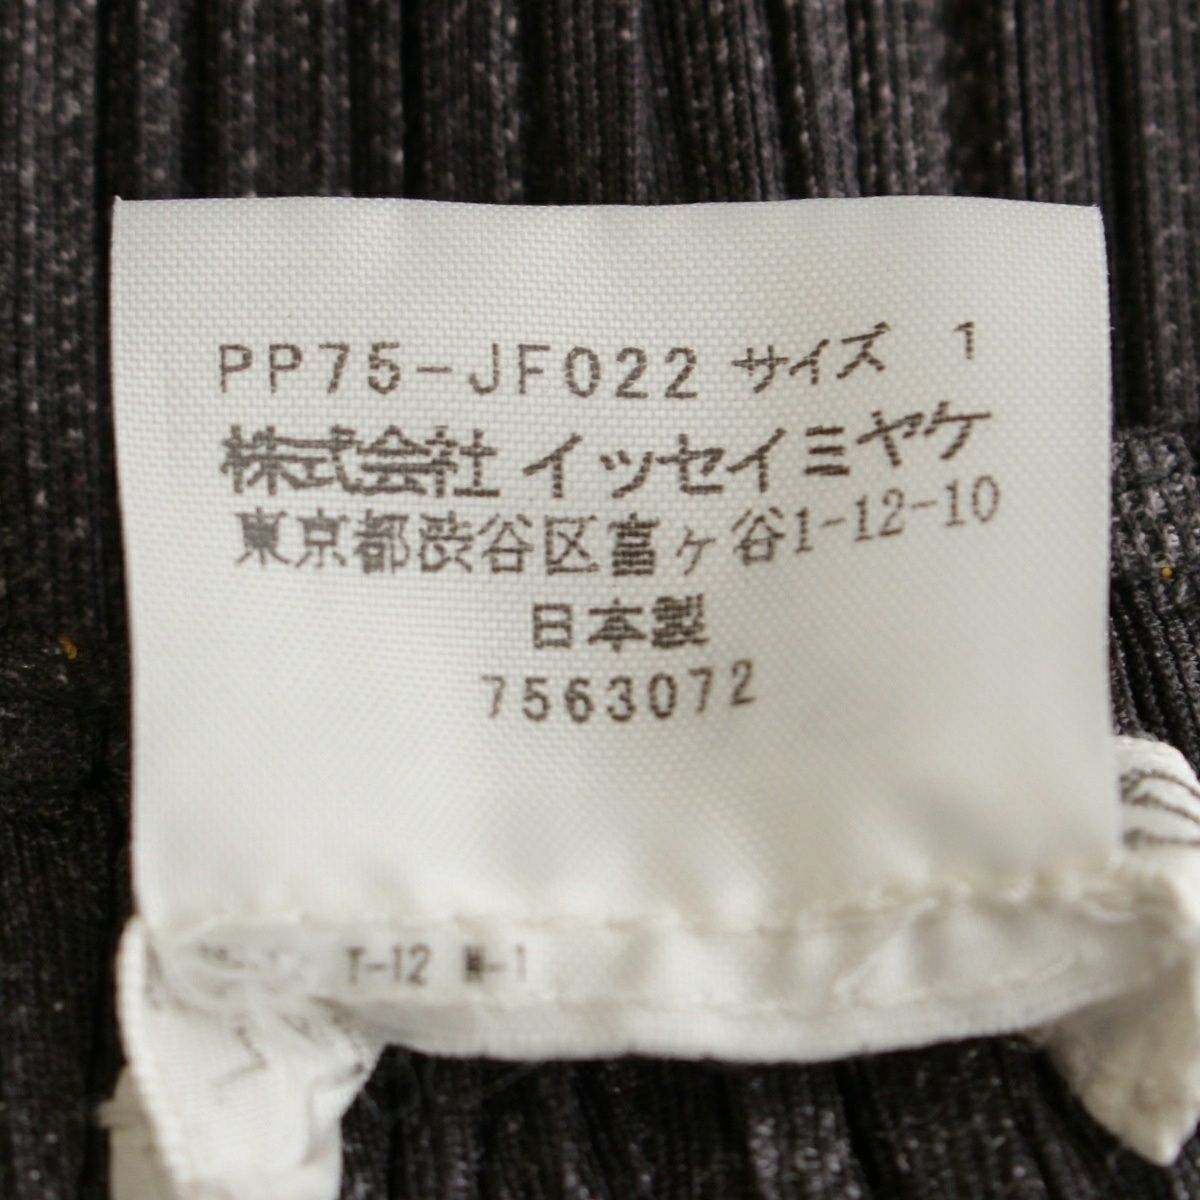 PP75-JF022 サイズ 1
株式会社 イッセイミヤケ
東京都渋谷区富ヶ谷1-12-10
日本製
7563072
T-12 W-1